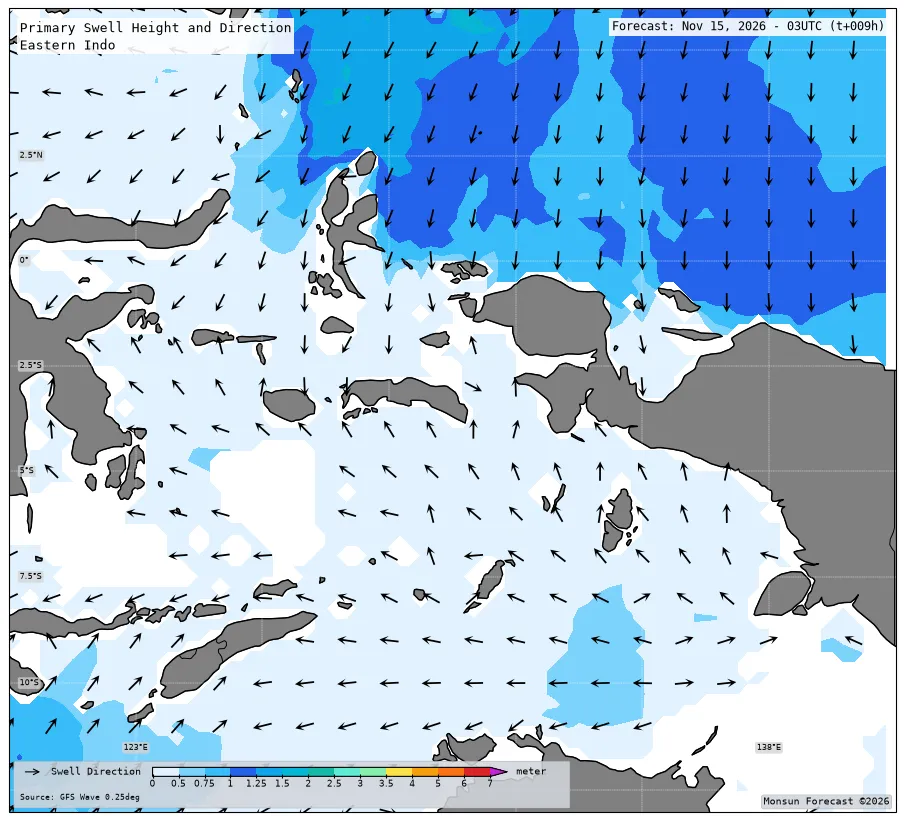 Primary Swell Height and Direction
Eastern Indo
Forecast: Nov 15, 2026 - 03UTC (t+009h)
2.5°N
0°
2.5°S
5°S
7.5°S
10°S
123°E
138°E
Swell Direction
0 0.5 0.75 1 1.25 1.5 2 2.5 3 3.5 4 5 6 7
meter
Source: GFS Wave 0.25deg
Monsun Forecast ©2026